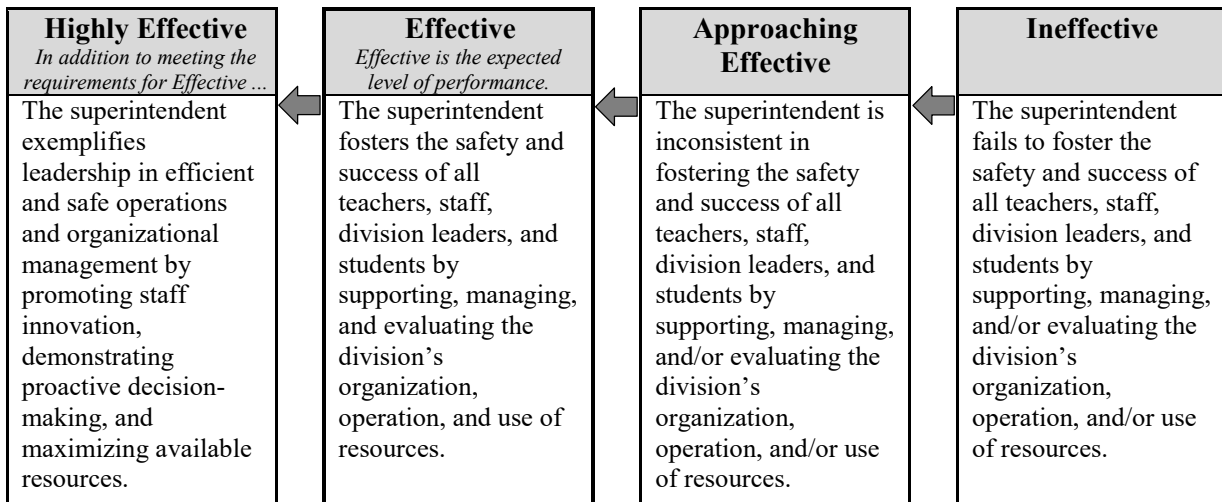 Highly Effective
In addition to meeting the
requirements for Effective ...
The superintendent
exemplifies
leadership in efficient
and safe operations
and organizational
management by
promoting staff
innovation,
demonstrating
proactive decision-
making, and
maximizing available
resources.
Effective
Effective is the expected
level of performance.
The superintendent
fosters the safety and
success of all
teachers, staff,
division leaders, and
students by
supporting, managing,
and evaluating the
division’s
organization,
operation, and use of
resources.
Approaching
Effective
The superintendent is
inconsistent in
fostering the safety
and success of all
teachers, staff,
division leaders, and
students by
supporting, managing,
and/or evaluating the
division’s
organization,
operation, and/or use
of resources.
Ineffective
The superintendent
fails to foster the
safety and success of
all teachers, staff,
division leaders, and
students by
supporting, managing,
and/or evaluating the
division’s
organization,
operation, and/or use
of resources.